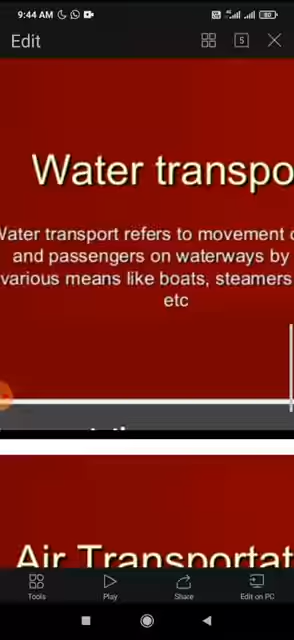 9:44 AM
Edit
5
Water transpo
Water transport refers to movement
and passengers on waterways by
various means like boats, steamers
etc
Air Transportat
Tools
Play
Share
Edit on PC